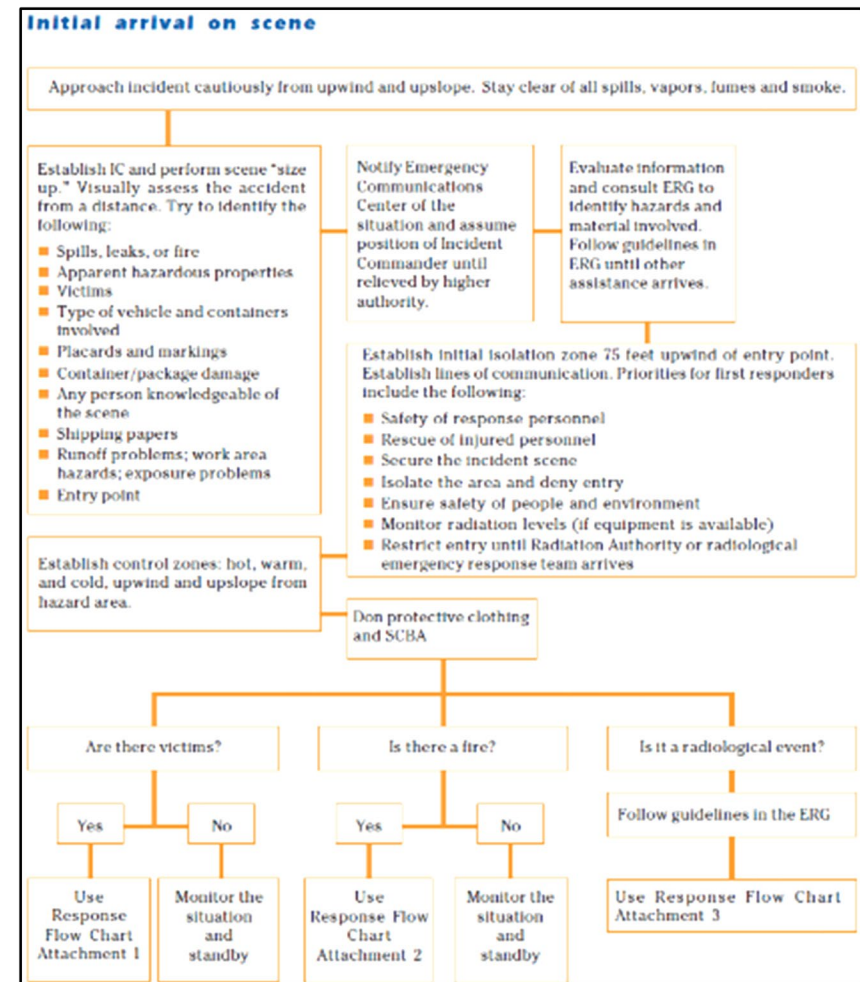 Initial arrival on scene
Approach incident cautiously from upwind and upslope. Stay clear of all spills, vapors, fumes and smoke.
Establish IC and perform scene "size
up." Visually assess the accident
from a distance. Try to identify the
following:
■ Spills, leaks, or fire
■ Apparent hazardous properties
■ Victims
■ Type of vehicle and containers
involved
■ Placards and markings
■ Container/package damage
■ Any person knowledgeable of
the scene
■ Shipping papers
■ Runoff problems; work area
hazards; exposure problems
■ Entry point
Notify Emergency
Communications
Center of the
situation and assume
position of Incident
Commander until
relieved by higher
authority.
Evaluate information
and consult ERG to
identify hazards and
material involved.
Follow guidelines in
ERG until other
assistance arrives.
Establish initial isolation zone 75 feet upwind of entry point.
Establish lines of communication. Priorities for first responders
include the following:
■ Safety of response personnel
■ Rescue of injured personnel
■ Secure the incident scene
■ Isolate the area and deny entry
■ Ensure safety of people and environment
■ Monitor radiation levels (if equipment is available)
■ Restrict entry until Radiation Authority or radiological
emergency response team arrives
Establish control zones: hot, warm,
and cold, upwind and upslope from
hazard area.
Don protective clothing
and SCBA
Are there victims?
Yes
No
Use
Response
Flow Chart
Attachment 1
Monitor the
situation
and
standby
Is there a fire?
Yes
No
Use
Response Flow
Chart
Attachment 2
Monitor the
situation
and
standby
Is it a radiological event?
Follow guidelines in the ERG
Use Response Flow Chart
Attachment 3